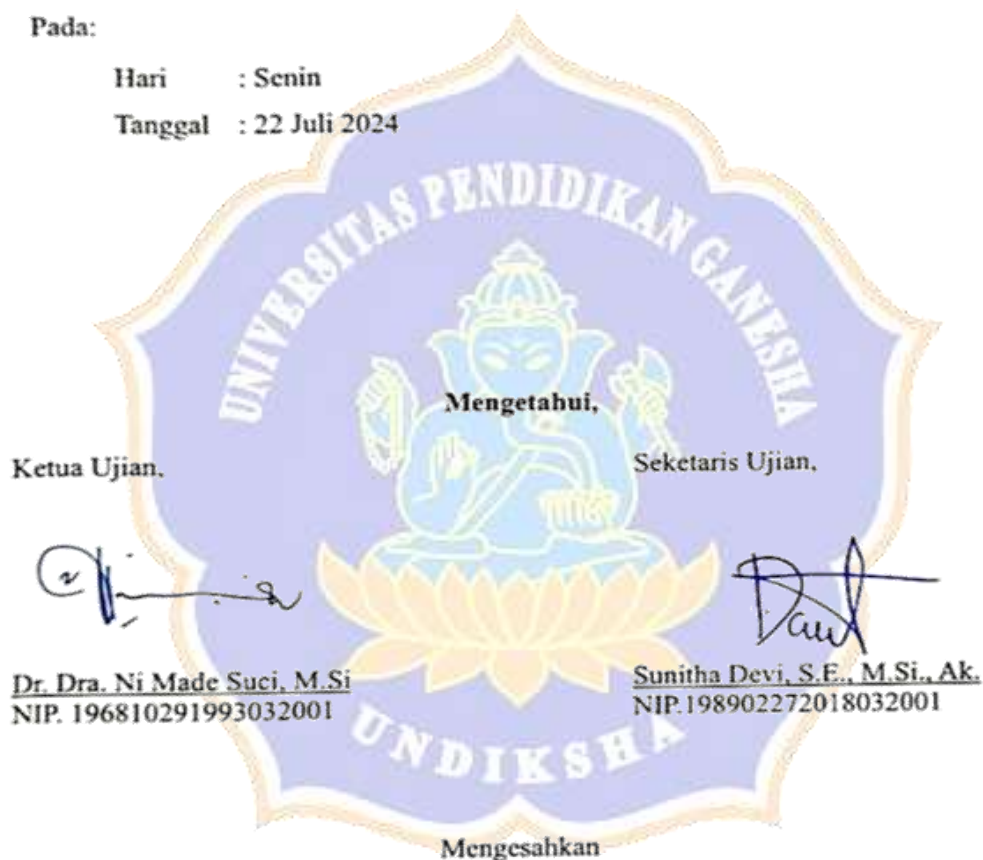 Pada:
Hari : Senin
Tanggal : 22 Juli 2024
UNIVERSITAS PENDIDIKAN GANESHA
Mengetahui,
Ketua Ujian,
Seketaris Ujian,
Dr. Dra. Ni Made Suci, M.Si
NIP. 196810291993032001
Sunitha Devi, S.E., M.Si., Ak.
NIP.198902272018032001
UNDIKSHA
Mengesahkan